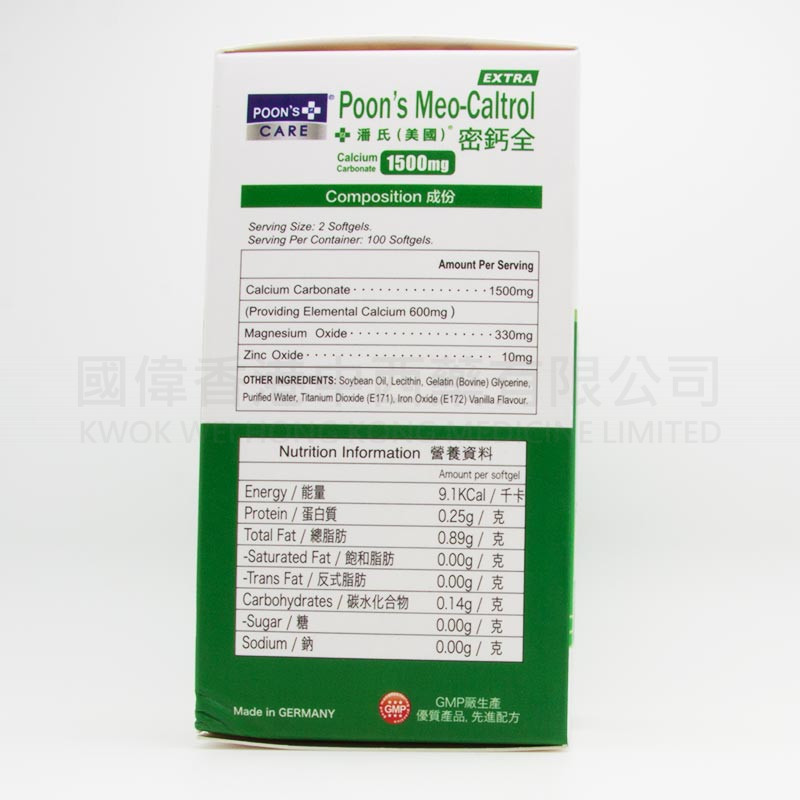 EXTRA
POON'S
CARE
Poon's Meo-Caltrol
潘氏(美國)® 密鈣全
Calcium
Carbonate 1500mg
Composition 成份
Serving Size: 2 Softgels.
Serving Per Container: 100 Softgels.
Amount Per Serving
Calcium Carbonate 1500mg
(Providing Elemental Calcium 600mg )
Magnesium Oxide 330mg
Zinc Oxide 10mg
OTHER INGREDIENTS: Soybean Oil, Lecithin, Gelatin (Bovine) Glycerine,
Purified Water, Titanium Dioxide (E171), Iron Oxide (E172) Vanilla Flavour.
KWOK WEI HONG KONG MEDICINE LIMITED
Nutrition Information 營養資料
Amount per softgel
Energy / 能量 9.1KCal / 千卡
Protein / 蛋白質 0.25g / 克
Total Fat / 總脂肪 0.89g / 克
-Saturated Fat / 飽和脂肪 0.00g / 克
-Trans Fat / 反式脂肪 0.00g / 克
Carbohydrates / 碳水化合物 0.14g / 克
-Sugar / 糖 0.00g / 克
Sodium / 鈉 0.00g / 克
Made in GERMANY
GMP
GMP廠生產
優質產品, 先進配方